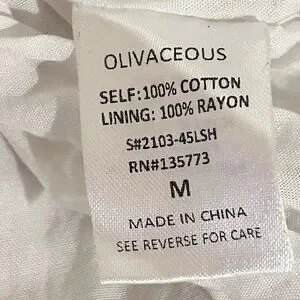 OLIVACEOUS
SELF:100% COTTON
LINING: 100% RAYON
S#2103-45LSH
RN#135773
M
MADE IN CHINA
SEE REVERSE FOR CARE